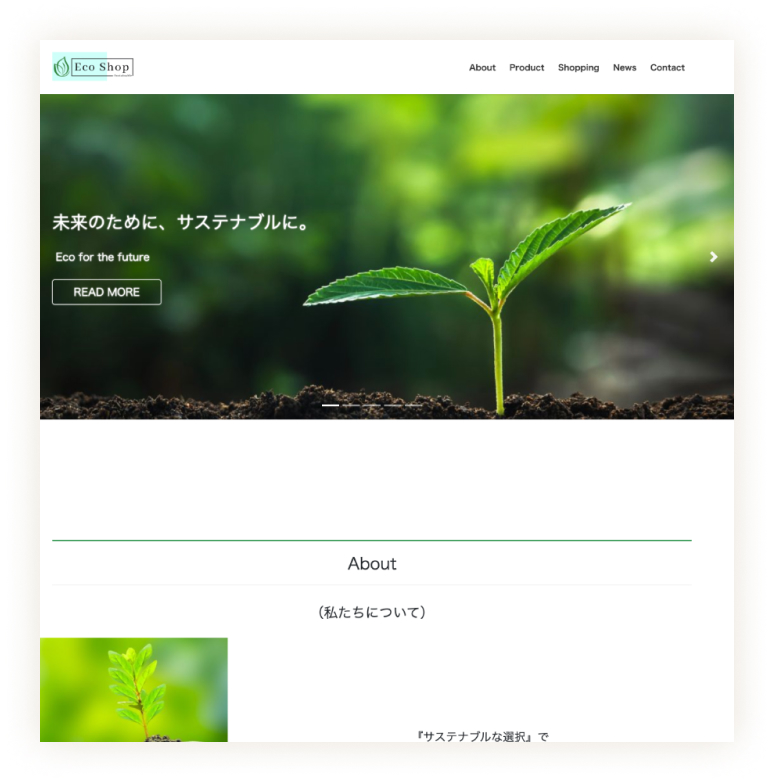 Eco Shop
About Product Shopping News Contact
未来のために、サステナブルに。
Eco for the future
READ MORE
About
（私たちについて）
『サステナブルな選択』で